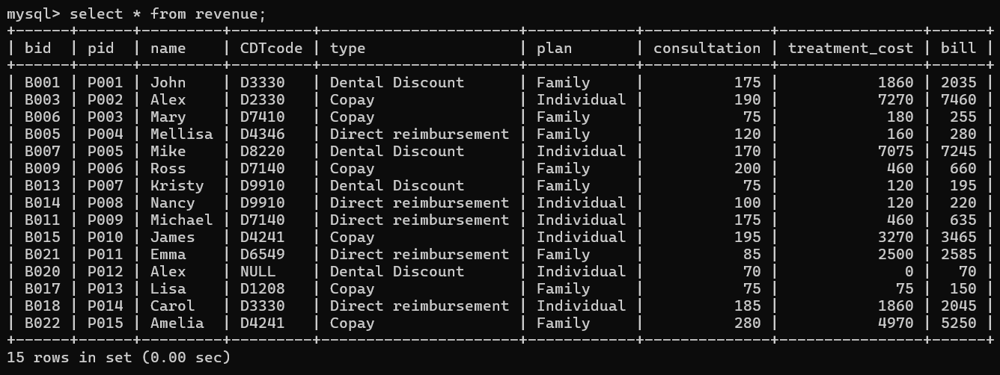 mysql> select * from revenue;
+------+------+---------+---------+----------------------+------------+--------------+----------------+------+
| bid  | pid  | name    | CDTcode | type                 | plan       | consultation | treatment_cost | bill |
+------+------+---------+---------+----------------------+------------+--------------+----------------+------+
| B001 | P001 | John    | D3330   | Dental Discount      | Family     |          175 |           1860 | 2035 |
| B003 | P002 | Alex    | D2330   | Copay                | Individual |          190 |           7270 | 7460 |
| B006 | P003 | Mary    | D7410   | Copay                | Family     |           75 |            180 |  255 |
| B005 | P004 | Mellisa | D4346   | Direct reimbursement | Family     |          120 |            160 |  280 |
| B007 | P005 | Mike    | D8220   | Dental Discount      | Individual |          170 |           7075 | 7245 |
| B009 | P006 | Ross    | D7140   | Copay                | Family     |          200 |            460 |  660 |
| B013 | P007 | Kristy  | D9910   | Dental Discount      | Family     |           75 |            120 |  195 |
| B014 | P008 | Nancy   | D9910   | Direct reimbursement | Individual |          100 |            120 |  220 |
| B011 | P009 | Michael | D7140   | Direct reimbursement | Individual |          175 |            460 |  635 |
| B015 | P010 | James   | D4241   | Copay                | Individual |          195 |           3270 | 3465 |
| B021 | P011 | Emma    | D6549   | Direct reimbursement | Family     |           85 |           2500 | 2585 |
| B020 | P012 | Alex    | NULL    | Dental Discount      | Individual |           70 |              0 |   70 |
| B017 | P013 | Lisa    | D1208   | Copay                | Family     |           75 |             75 |  150 |
| B018 | P014 | Carol   | D3330   | Direct reimbursement | Individual |          185 |           1860 | 2045 |
| B022 | P015 | Amelia  | D4241   | Copay                | Family     |          280 |           4970 | 5250 |
+------+------+---------+---------+----------------------+------------+--------------+----------------+------+
15 rows in set (0.00 sec)